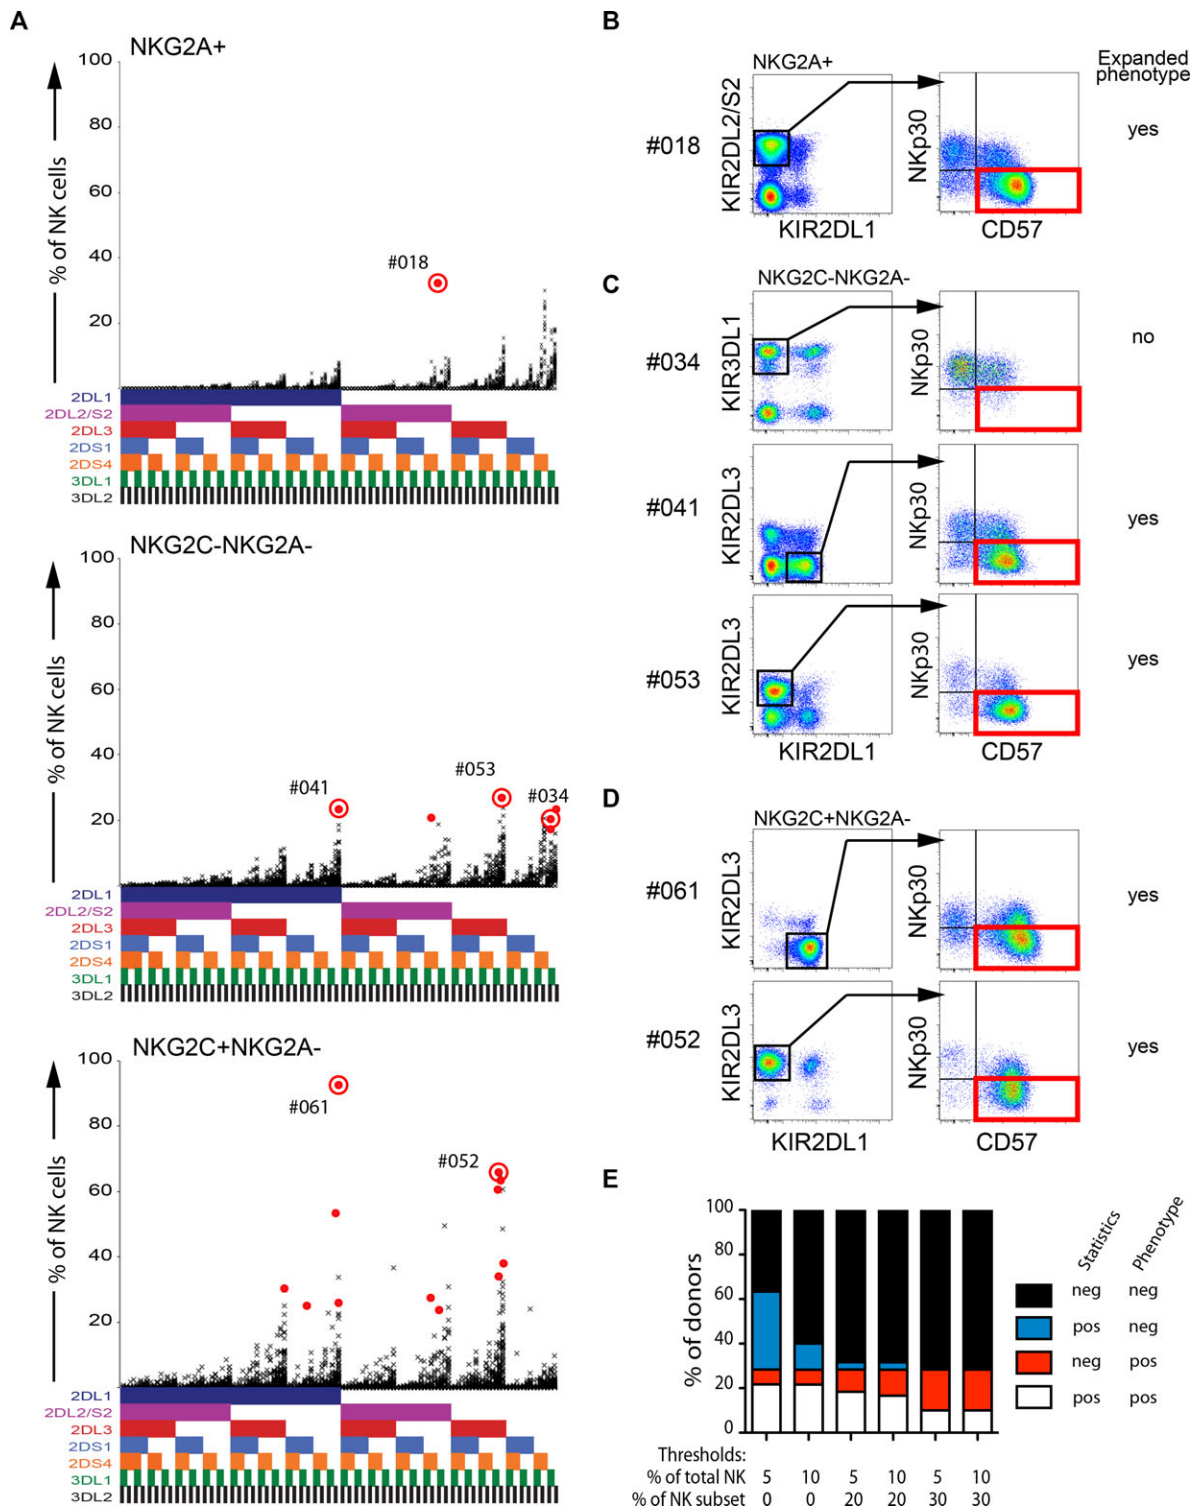 A
NKG2A+
% of NK cells
100
80
60
40
20
#018
2DL1
2DL2/S2
2DL3
2DS1
2DS4
3DL1
3DL2
NKG2C-NKG2A-
% of NK cells
100
80
60
40
20
#041
#053
#034
2DL1
2DL2/S2
2DL3
2DS1
2DS4
3DL1
3DL2
NKG2C+NKG2A-
% of NK cells
100
80
60
40
20
#061
#052
2DL1
2DL2/S2
2DL3
2DS1
2DS4
3DL1
3DL2
B
NKG2A+
Expanded
phenotype
#018
KIR2DL2/S2
KIR2DL1
NKp30
CD57
yes
C
NKG2C-NKG2A-
#034
KIR3DL1
NKp30
no
#041
KIR2DL3
NKp30
yes
#053
KIR2DL3
NKp30
yes
KIR2DL1
CD57
D
NKG2C+NKG2A-
#061
KIR2DL3
NKp30
yes
#052
KIR2DL3
NKp30
yes
KIR2DL1
CD57
E
% of donors
100
80
60
40
20
0
Statistics Phenotype
neg neg
pos neg
neg pos
pos pos
Thresholds:
% of total NK 5 10 5 10 5 10
% of NK subset 0 0 20 20 30 30